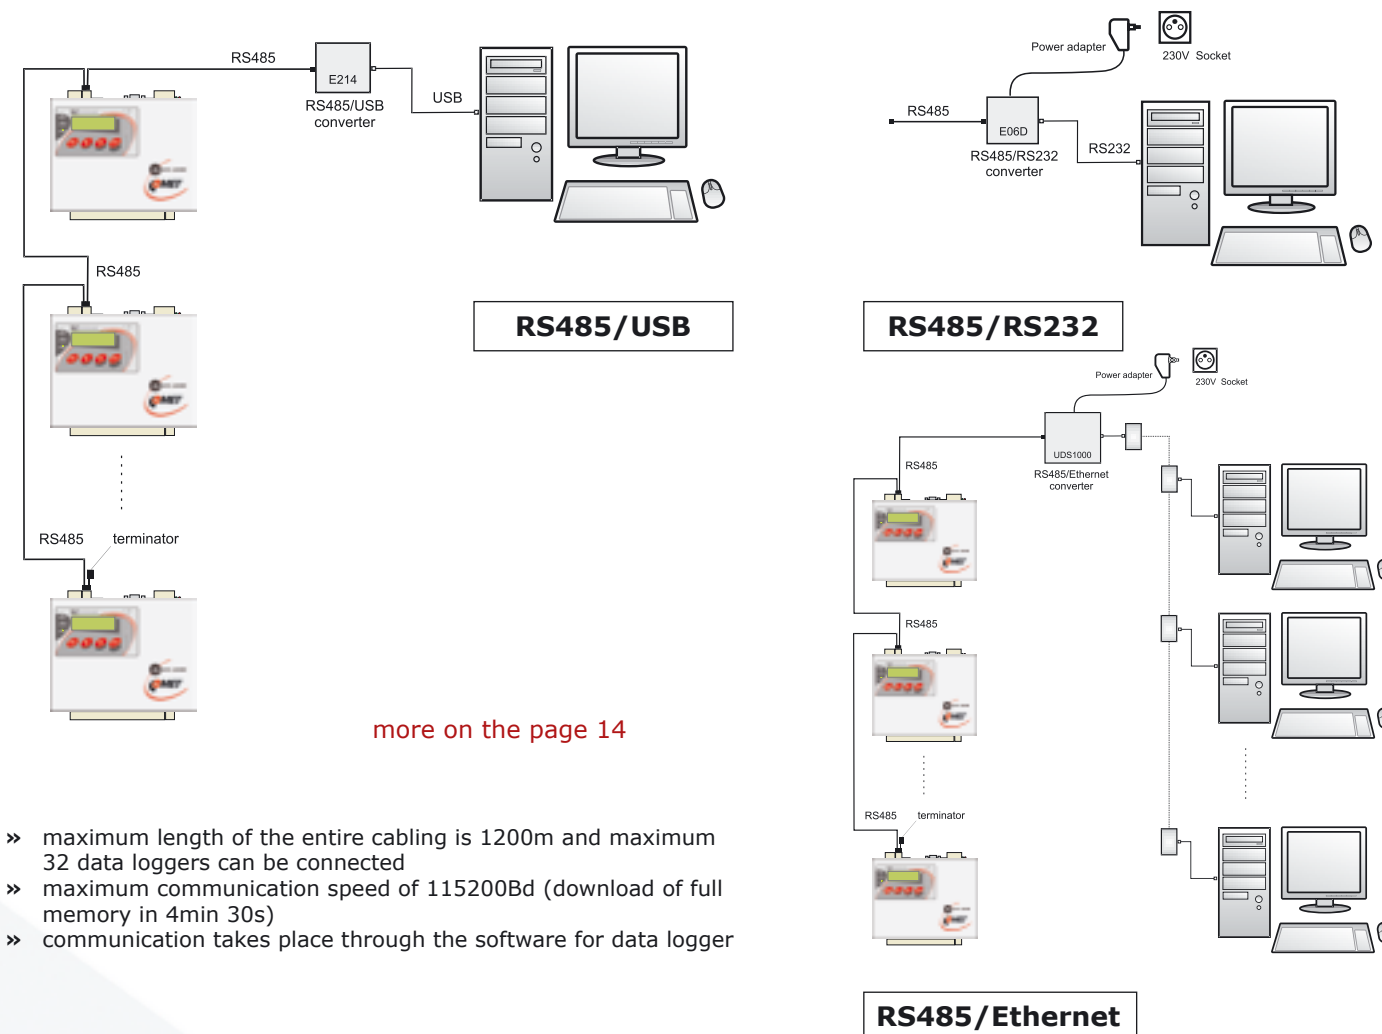 RS485
E214
RS485/USB
converter
USB
RS485
RS485
terminator
RS485/USB
Power adapter
230V Socket
RS485
E06D
RS485/RS232
converter
RS232
RS485/RS232
Power adapter
230V Socket
UDS1000
RS485/Ethernet
converter
RS485
RS485
RS485
terminator
RS485/Ethernet
more on the page 14
» maximum length of the entire cabling is 1200m and maximum
32 data loggers can be connected
» maximum communication speed of 115200Bd (download of full
memory in 4min 30s)
» communication takes place through the software for data logger